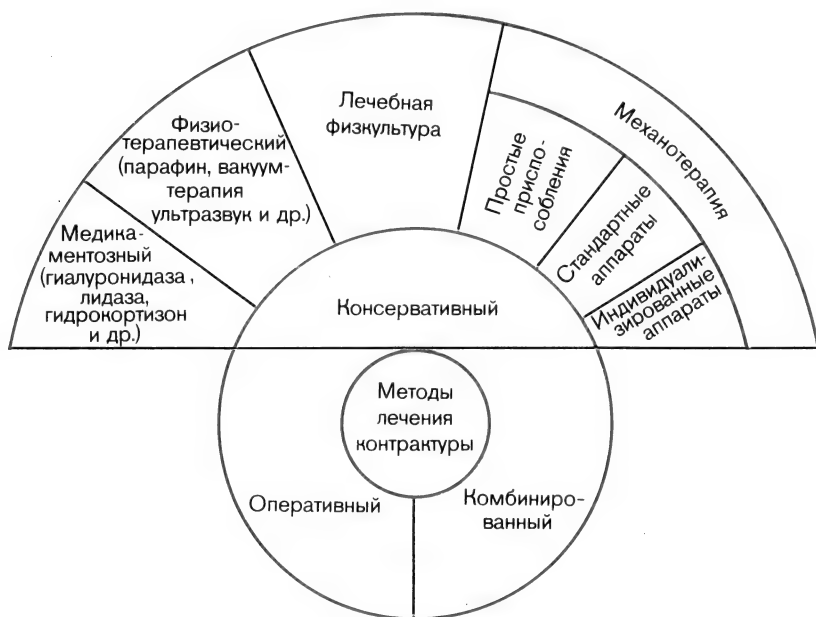 Лечебная
физкультура
Механотерапия
Физио-
терапевтический
(парафин, вакуум-
терапия
ультразвук и др.)
Простые
приспо-
собления
Стандартные
аппараты
Индивидуали-
зированные
аппараты
Медика-
ментозный
(гиалуронидаза,
лидаза,
гидрокортизон
и др.)
Консервативный
Методы
лечения
контрактуры
Оперативный
Комбиниро-
ванный